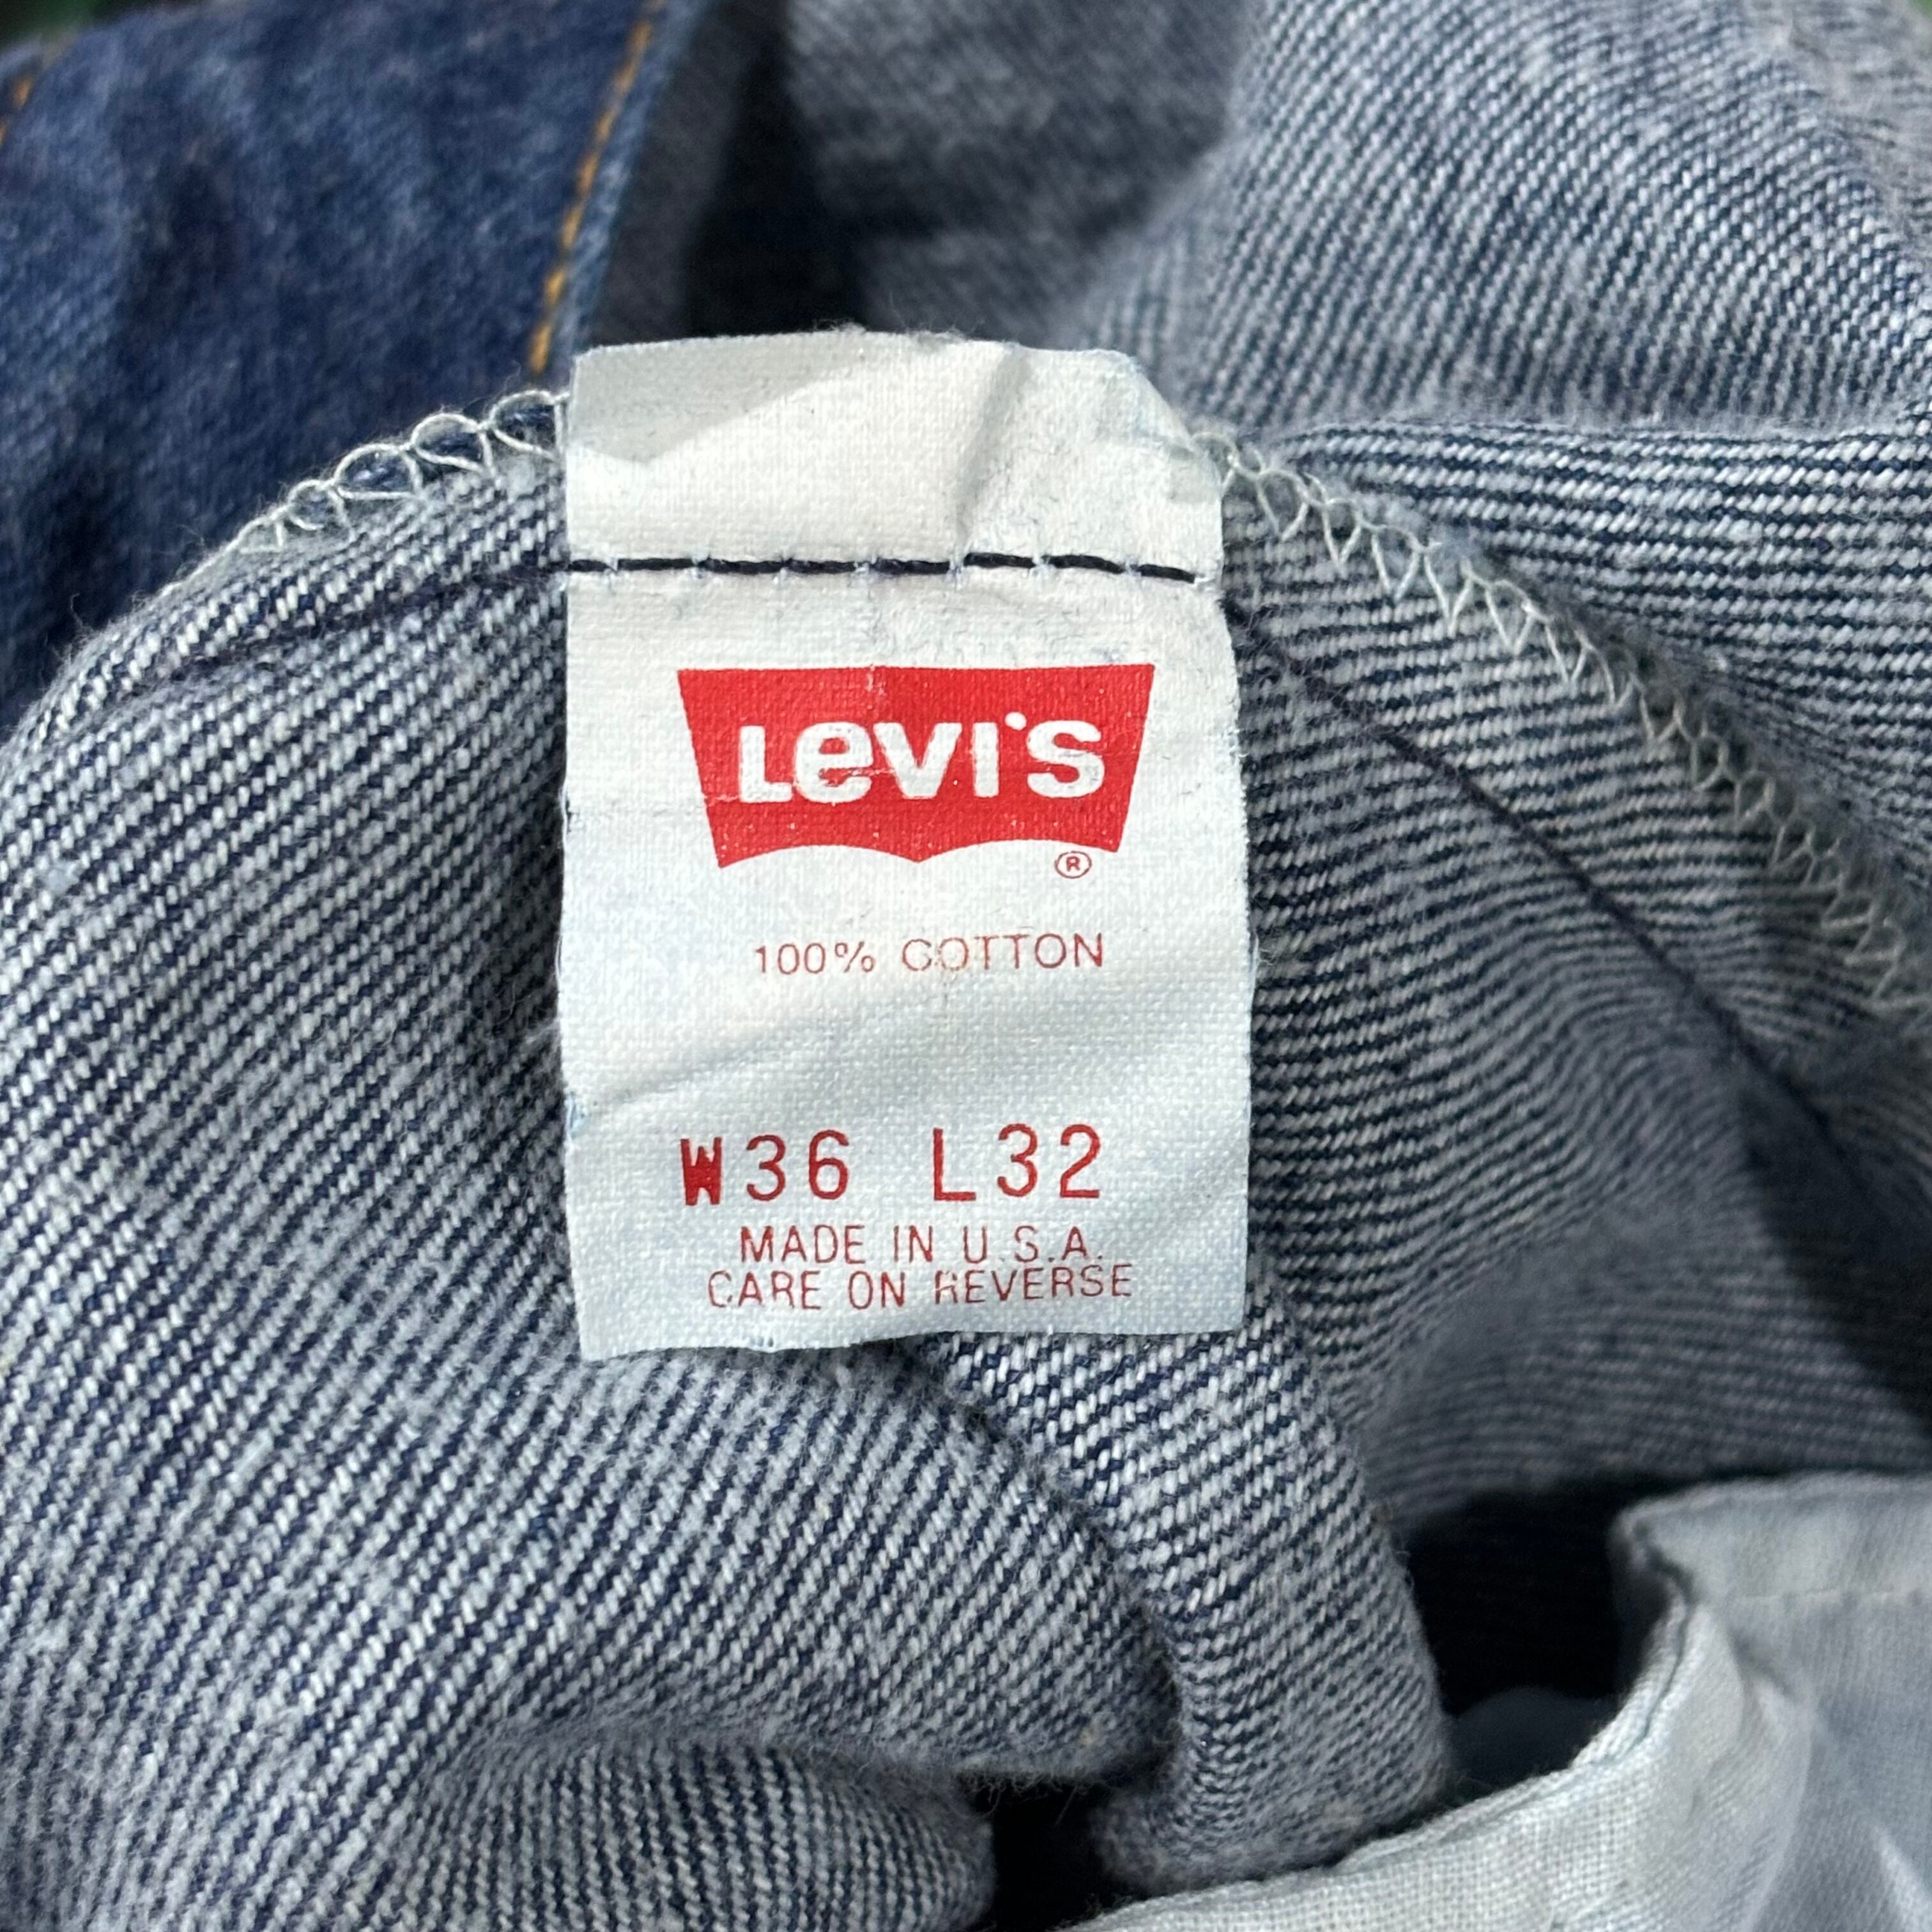 Levi's
®
100% COTTON
W36 L32
MADE IN U.S.A.
CARE ON REVERSE